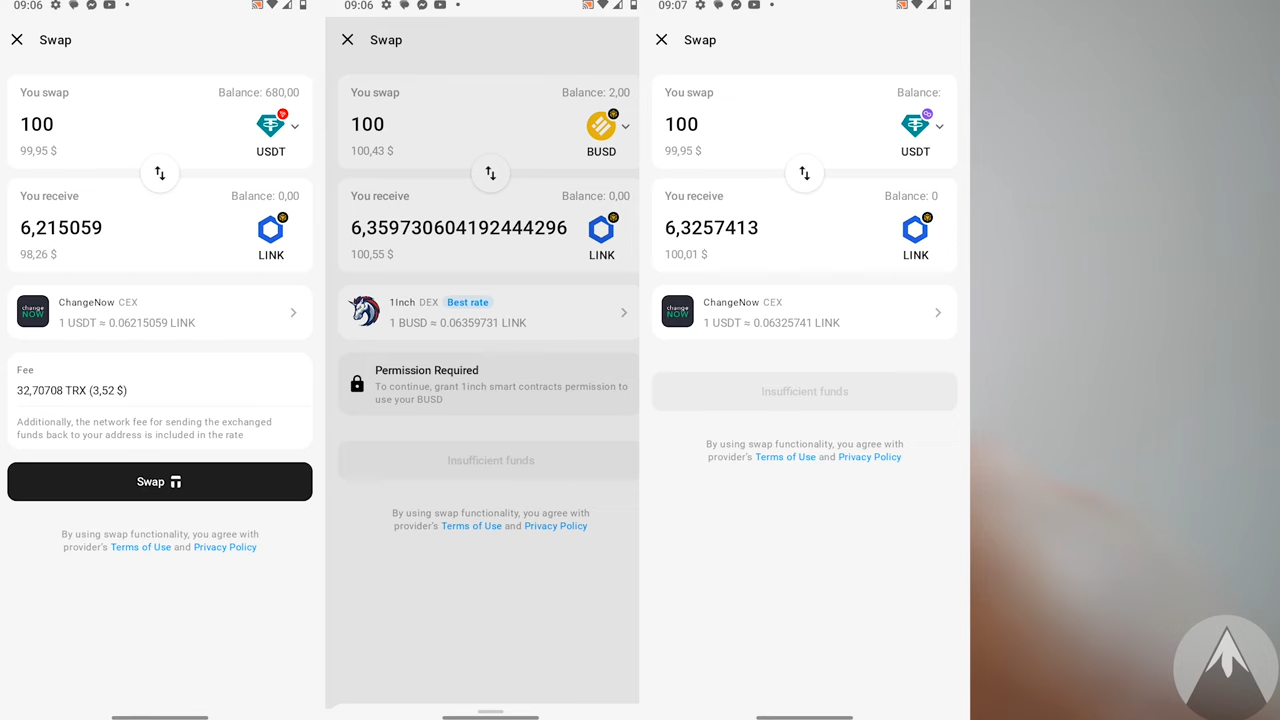 09:06
Swap
You swap
Balance: 680,00
100
99,95 $
USDT
You receive
Balance: 0,00
6,215059
98,26 $
LINK
change NOW
ChangeNow CEX
1 USDT ≈ 0.06215059 LINK
Fee
32,70708 TRX (3,52 $)
Additionally, the network fee for sending the exchanged
funds back to your address is included in the rate
Swap
By using swap functionality, you agree with
provider's Terms of Use and Privacy Policy
09:06
Swap
You swap
Balance: 2,00
100
100,43 $
BUSD
You receive
Balance: 0,00
6,359730604192444296
100,55 $
LINK
1Inch DEX Best rate
1 BUSD ≈ 0.06359731 LINK
Permission Required
To continue, grant 1inch smart contracts permission to
use your BUSD
Insufficient funds
By using swap functionality, you agree with
provider's Terms of Use and Privacy Policy
09:07
Swap
You swap
Balance:
100
99,95 $
USDT
You receive
Balance: 0
6,3257413
100,01 $
LINK
change NOW
ChangeNow CEX
1 USDT ≈ 0.06325741 LINK
Insufficient funds
By using swap functionality, you agree with
provider's Terms of Use and Privacy Policy